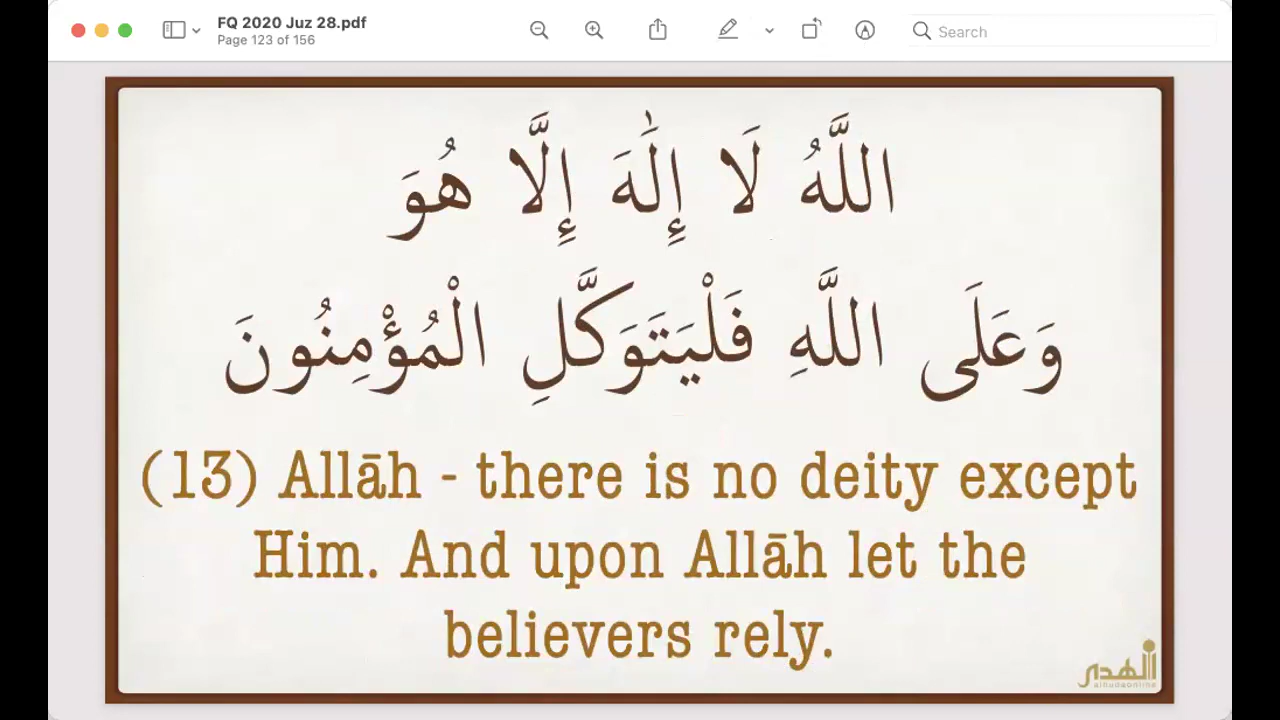 FQ 2020 Juz 28.pdf
Page 123 of 156
Search
اللَّهُ لَا إِلَٰهَ إِلَّا هُوَ
وَعَلَى اللَّهِ فَلْيَتَوَكَّلِ الْمُؤْمِنُونَ
(13) Allāh - there is no deity except
Him. And upon Allāh let the
believers rely.
الهدى
alhudaonline